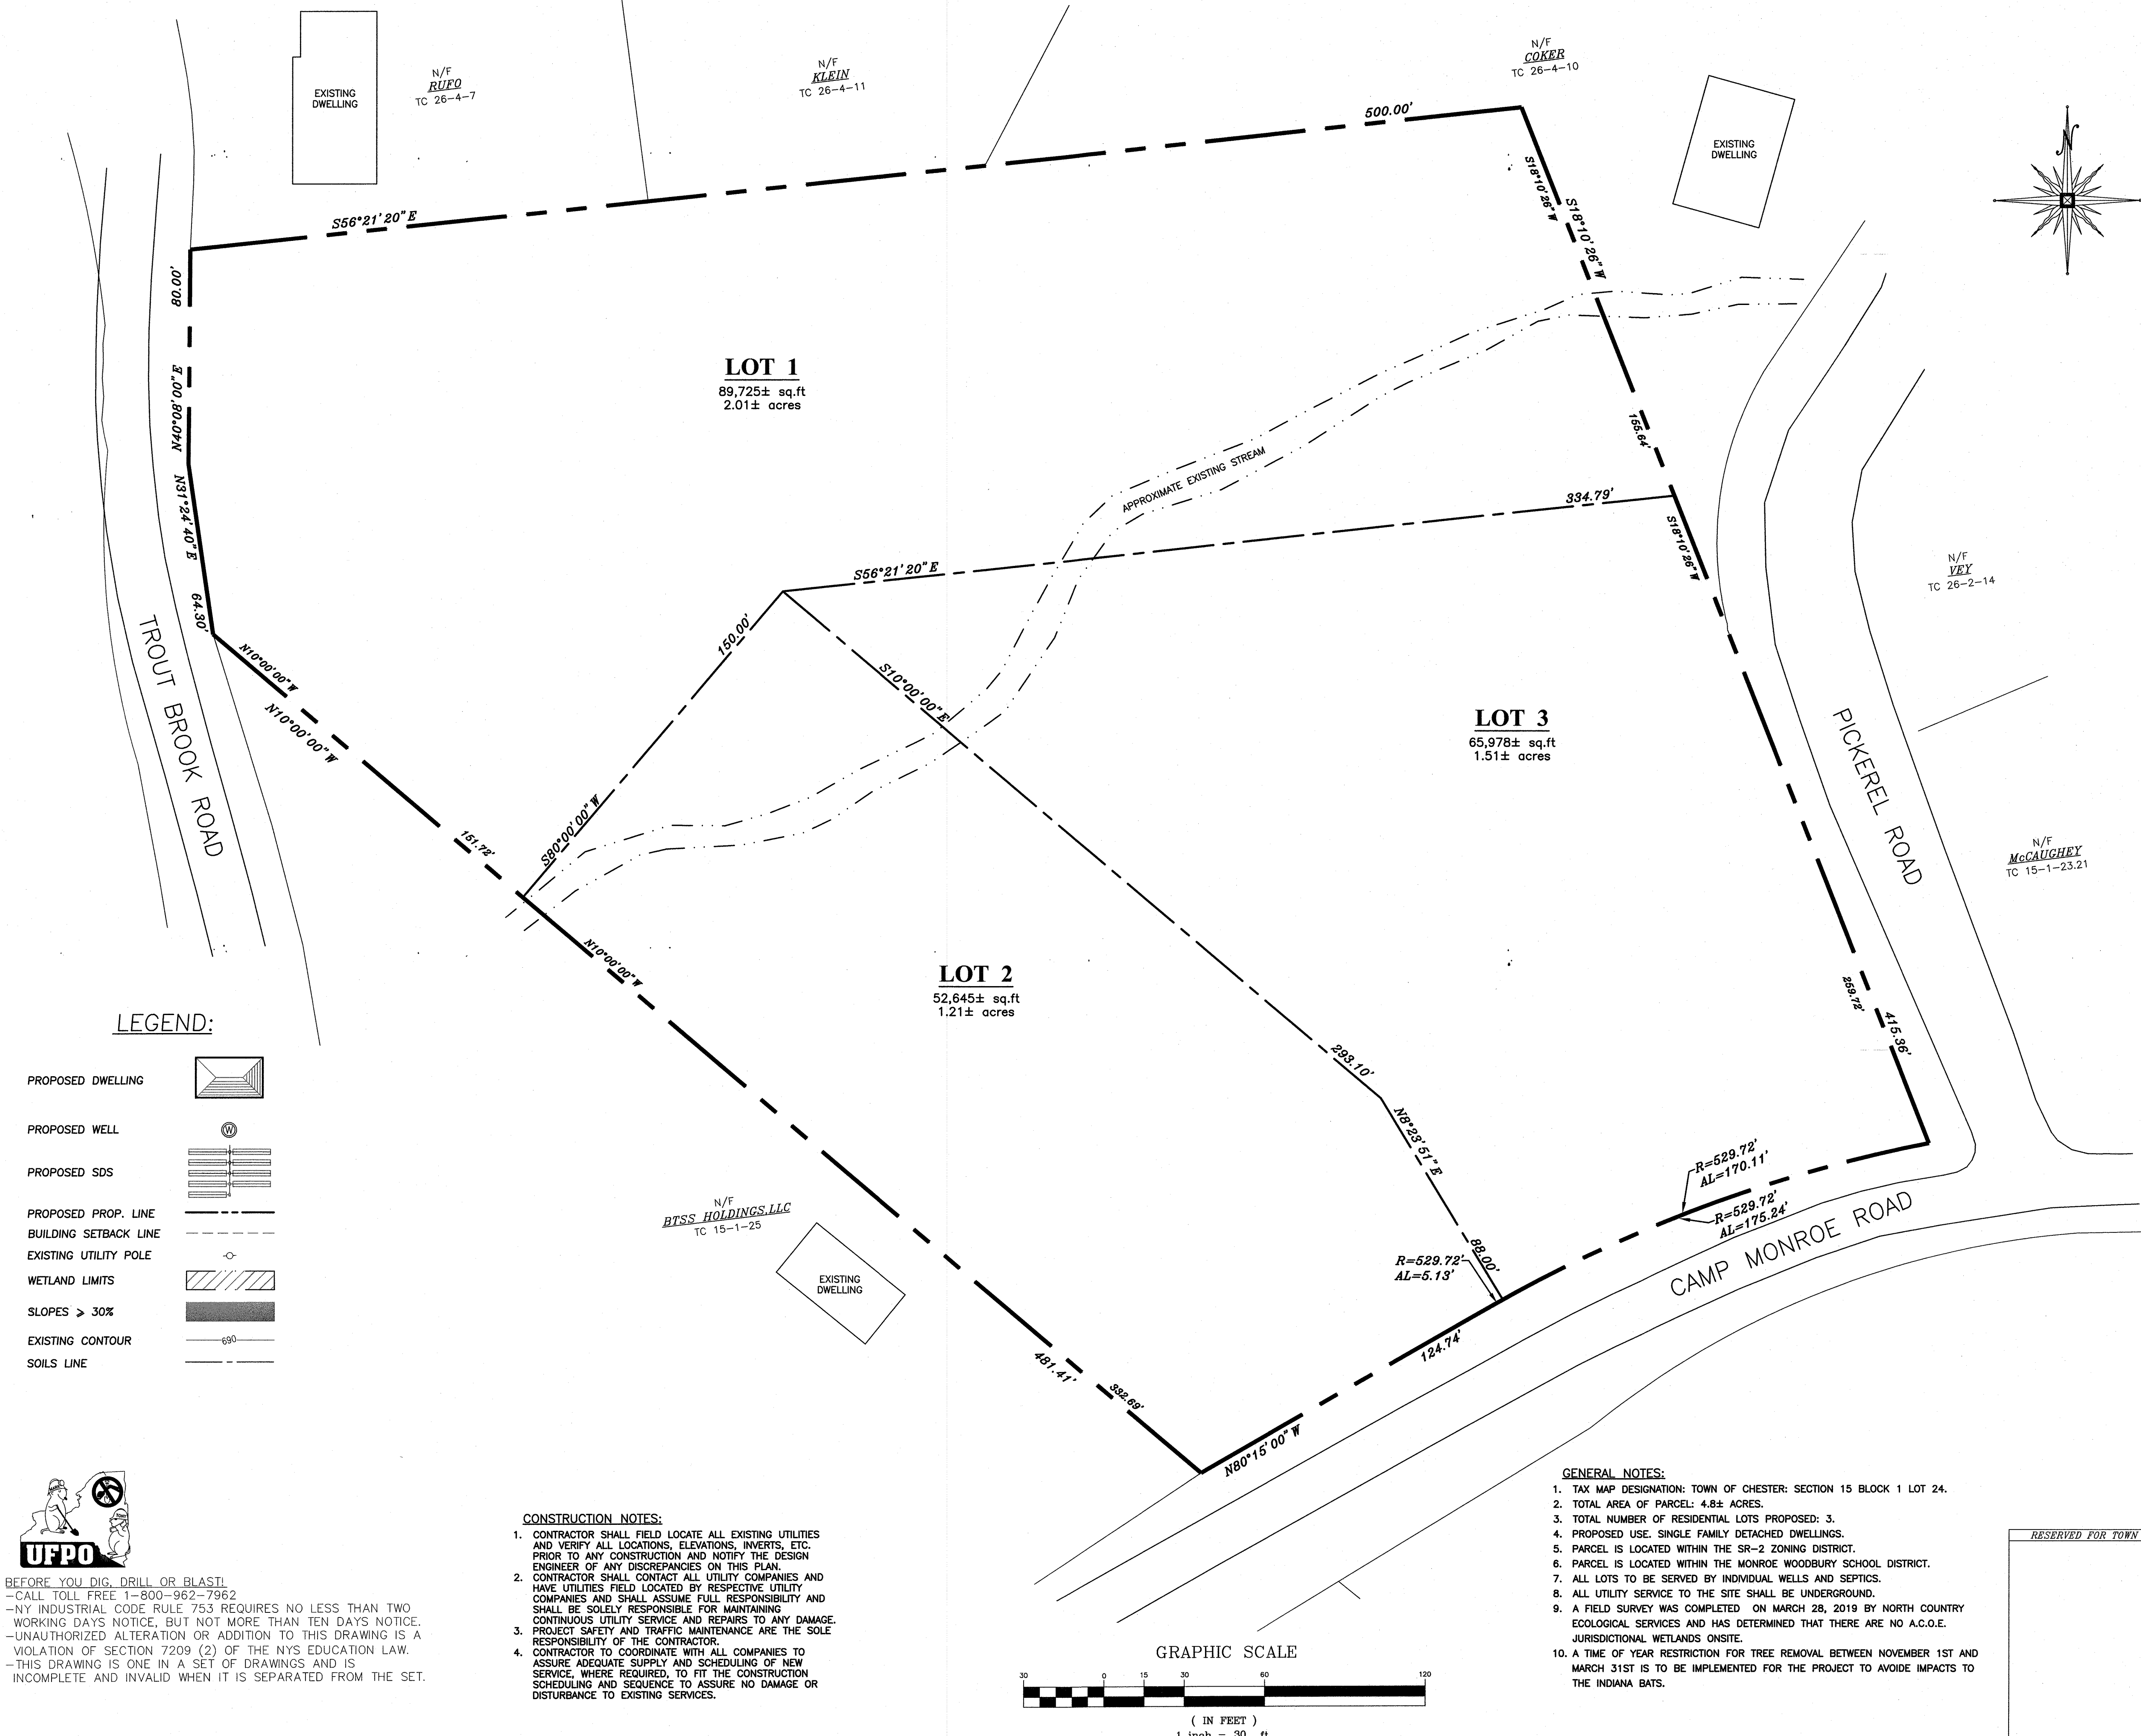 N/F
RUFO
TC 26-4-7
N/F
KLEIN
TC 26-4-11
N/F
COKER
TC 26-4-10
EXISTING
DWELLING
EXISTING
DWELLING
N
500.00'
S56°21'20"E
S18°10'26"W
S18°10'26"W
80.00'
N40°08'00"E
N31°24'40"E
64.30'
LOT 1
89,725± sq.ft
2.01± acres
155.64'
APPROXIMATE EXISTING STREAM
334.79'
S56°21'20"E
S18°10'26"W
N/F
VEY
TC 26-2-14
TROUT BROOK ROAD
N10°00'00"W
N10°00'00"W
150.00'
S10°00'00"E
S80°00'00"W
151.72'
LOT 3
65,978± sq.ft
1.51± acres
PICKEREL ROAD
N/F
McCAUGHEY
TC 15-1-23.21
N10°00'00"W
LOT 2
52,645± sq.ft
1.21± acres
259.72'
415.36'
293.10'
N8°23'51"E
88.00'
R=529.72'
AL=170.11'
R=529.72'
AL=175.24'
R=529.72'
AL=5.13'
CAMP MONROE ROAD
N/F
BTSS HOLDINGS,LLC
TC 15-1-25
EXISTING
DWELLING
481.41'
332.69'
124.74'
N80°15'00"W
LEGEND:
PROPOSED DWELLING
PROPOSED WELL
W
PROPOSED SDS
PROPOSED PROP. LINE
BUILDING SETBACK LINE
EXISTING UTILITY POLE
WETLAND LIMITS
SLOPES ⩾ 30%
EXISTING CONTOUR
690
SOILS LINE
UFPO
BEFORE YOU DIG, DRILL OR BLAST!
-CALL TOLL FREE 1-800-962-7962
-NY INDUSTRIAL CODE RULE 753 REQUIRES NO LESS THAN TWO
WORKING DAYS NOTICE, BUT NOT MORE THAN TEN DAYS NOTICE.
-UNAUTHORIZED ALTERATION OR ADDITION TO THIS DRAWING IS A
VIOLATION OF SECTION 7209 (2) OF THE NYS EDUCATION LAW.
-THIS DRAWING IS ONE IN A SET OF DRAWINGS AND IS
INCOMPLETE AND INVALID WHEN IT IS SEPARATED FROM THE SET.
CONSTRUCTION NOTES:
1. CONTRACTOR SHALL FIELD LOCATE ALL EXISTING UTILITIES
AND VERIFY ALL LOCATIONS, ELEVATIONS, INVERTS, ETC.
PRIOR TO ANY CONSTRUCTION AND NOTIFY THE DESIGN
ENGINEER OF ANY DISCREPANCIES ON THIS PLAN.
2. CONTRACTOR SHALL CONTACT ALL UTILITY COMPANIES AND
HAVE UTILITIES FIELD LOCATED BY RESPECTIVE UTILITY
COMPANIES AND SHALL ASSUME FULL RESPONSIBILITY AND
SHALL BE SOLELY RESPONSIBLE FOR MAINTAINING
CONTINUOUS UTILITY SERVICE AND REPAIRS TO ANY DAMAGE.
3. PROJECT SAFETY AND TRAFFIC MAINTENANCE ARE THE SOLE
RESPONSIBILITY OF THE CONTRACTOR.
4. CONTRACTOR TO COORDINATE WITH ALL COMPANIES TO
ASSURE ADEQUATE SUPPLY AND SCHEDULING OF NEW
SERVICE, WHERE REQUIRED, TO FIT THE CONSTRUCTION
SCHEDULING AND SEQUENCE TO ASSURE NO DAMAGE OR
DISTURBANCE TO EXISTING SERVICES.
GRAPHIC SCALE
30 0 15 30 60 120
( IN FEET )
1 inch = 30 ft.
GENERAL NOTES:
1. TAX MAP DESIGNATION: TOWN OF CHESTER: SECTION 15 BLOCK 1 LOT 24.
2. TOTAL AREA OF PARCEL: 4.8± ACRES.
3. TOTAL NUMBER OF RESIDENTIAL LOTS PROPOSED: 3.
4. PROPOSED USE. SINGLE FAMILY DETACHED DWELLINGS.
5. PARCEL IS LOCATED WITHIN THE SR-2 ZONING DISTRICT.
6. PARCEL IS LOCATED WITHIN THE MONROE WOODBURY SCHOOL DISTRICT.
7. ALL LOTS TO BE SERVED BY INDIVIDUAL WELLS AND SEPTICS.
8. ALL UTILITY SERVICE TO THE SITE SHALL BE UNDERGROUND.
9. A FIELD SURVEY WAS COMPLETED ON MARCH 28, 2019 BY NORTH COUNTRY
ECOLOGICAL SERVICES AND HAS DETERMINED THAT THERE ARE NO A.C.O.E.
JURISDICTIONAL WETLANDS ONSITE.
10. A TIME OF YEAR RESTRICTION FOR TREE REMOVAL BETWEEN NOVEMBER 1ST AND
MARCH 31ST IS TO BE IMPLEMENTED FOR THE PROJECT TO AVOIDE IMPACTS TO
THE INDIANA BATS.
RESERVED FOR TOWN